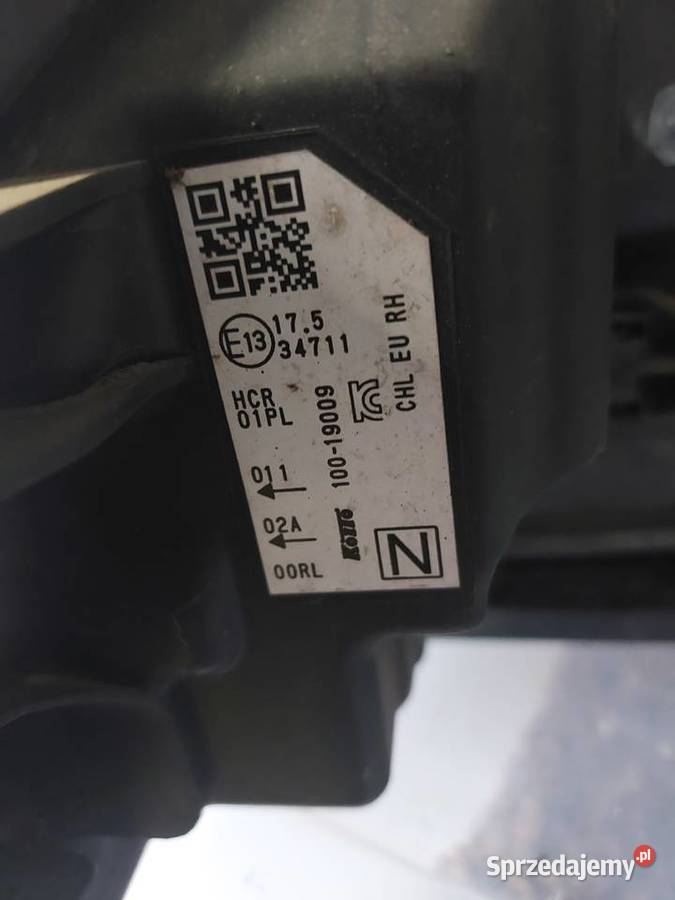 E13
17.5
34711
HCR
01PL
011
02A
00RL
KOITO
100-19009
CHL EU RH
N
Sprzedajemy.pl